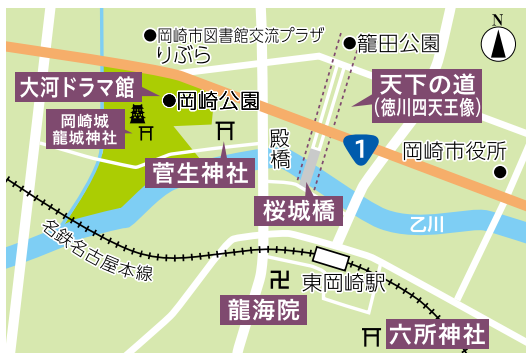 岡崎市図書館交流プラザ
りぶら
籠田公園
N
大河ドラマ館
岡崎公園
天下の道
(徳川四天王像)
岡崎城
龍城神社
菅生神社
殿橋
1
岡崎市役所
桜城橋
乙川
名鉄名古屋本線
東岡崎駅
龍海院
六所神社